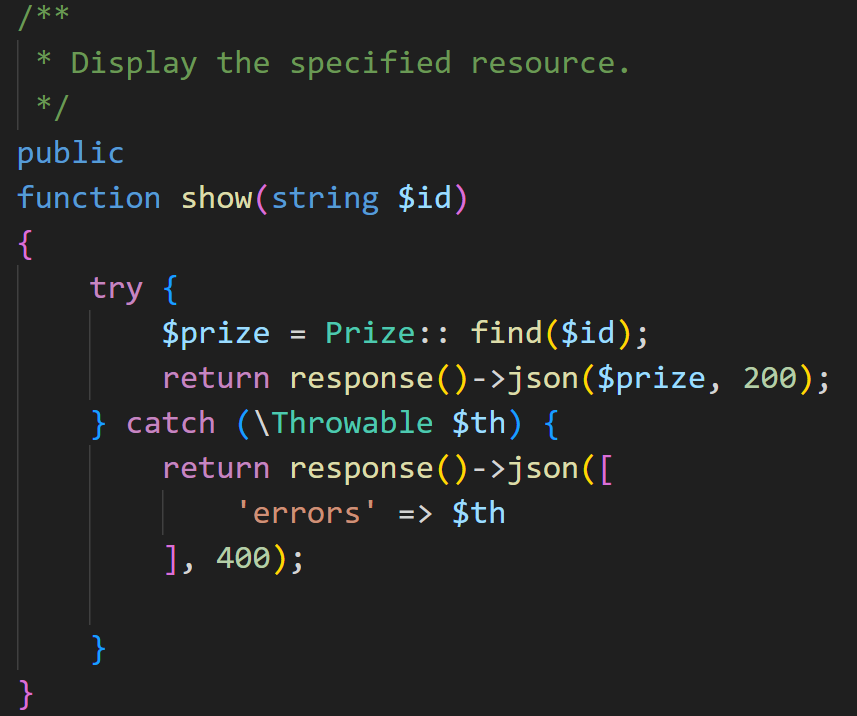 /**
 * Display the specified resource.
 */
public
function show(string $id)
{
    try {
        $prize = Prize:: find($id);
        return response()->json($prize, 200);
    } catch (\Throwable $th) {
        return response()->json([
            'errors' => $th
        ], 400);

    }
}